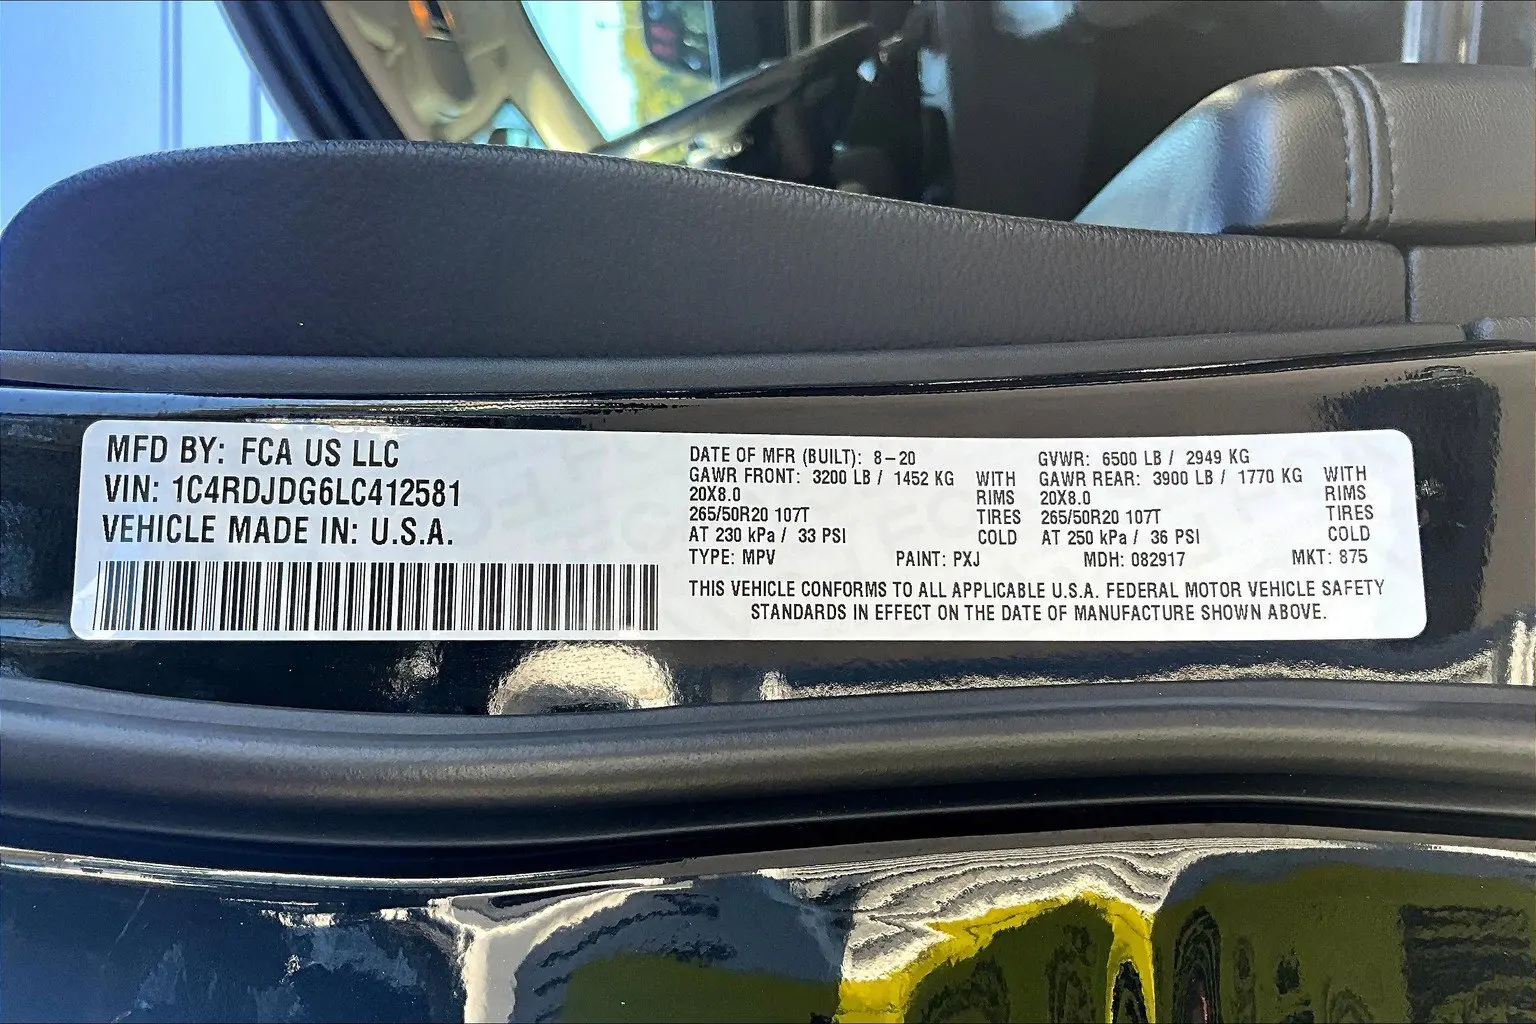 MFD BY: FCA US LLC
VIN: 1C4RDJDG6LC412581
VEHICLE MADE IN: U.S.A.
DATE OF MFR (BUILT): 8-20 GVWR: 6500 LB / 2949 KG
GAWR FRONT: 3200 LB / 1452 KG WITH GAWR REAR: 3900 LB / 1770 KG WITH
20X8.0 RIMS 20X8.0 RIMS
265/50R20 107T TIRES 265/50R20 107T TIRES
AT 230 kPa / 33 PSI COLD AT 250 kPa / 36 PSI COLD
TYPE: MPV PAINT: PXJ MDH: 082917 MKT: 875
THIS VEHICLE CONFORMS TO ALL APPLICABLE U.S.A. FEDERAL MOTOR VEHICLE SAFETY
STANDARDS IN EFFECT ON THE DATE OF MANUFACTURE SHOWN ABOVE.